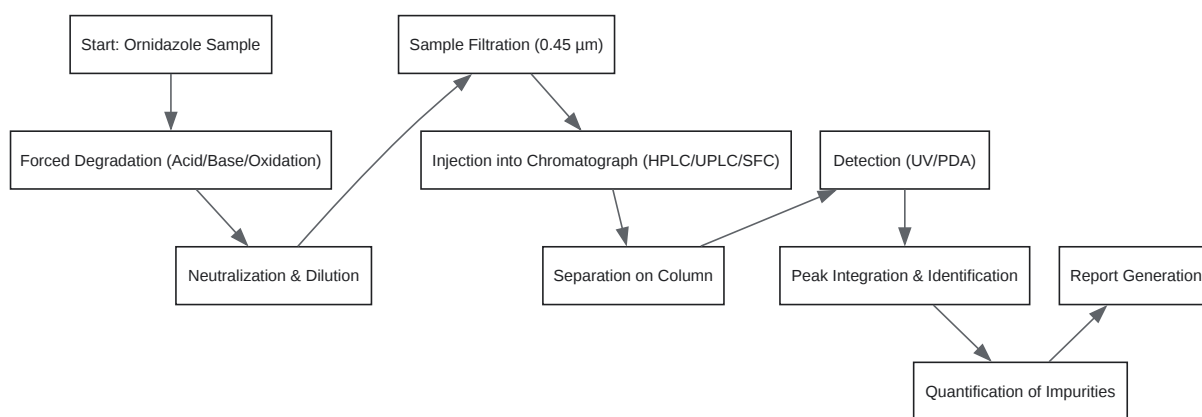 Start: Ornidazole Sample
Forced Degradation (Acid/Base/Oxidation)
Neutralization & Dilution
Sample Filtration (0.45 µm)
Injection into Chromatograph (HPLC/UPLC/SFC)
Separation on Column
Detection (UV/PDA)
Peak Integration & Identification
Quantification of Impurities
Report Generation